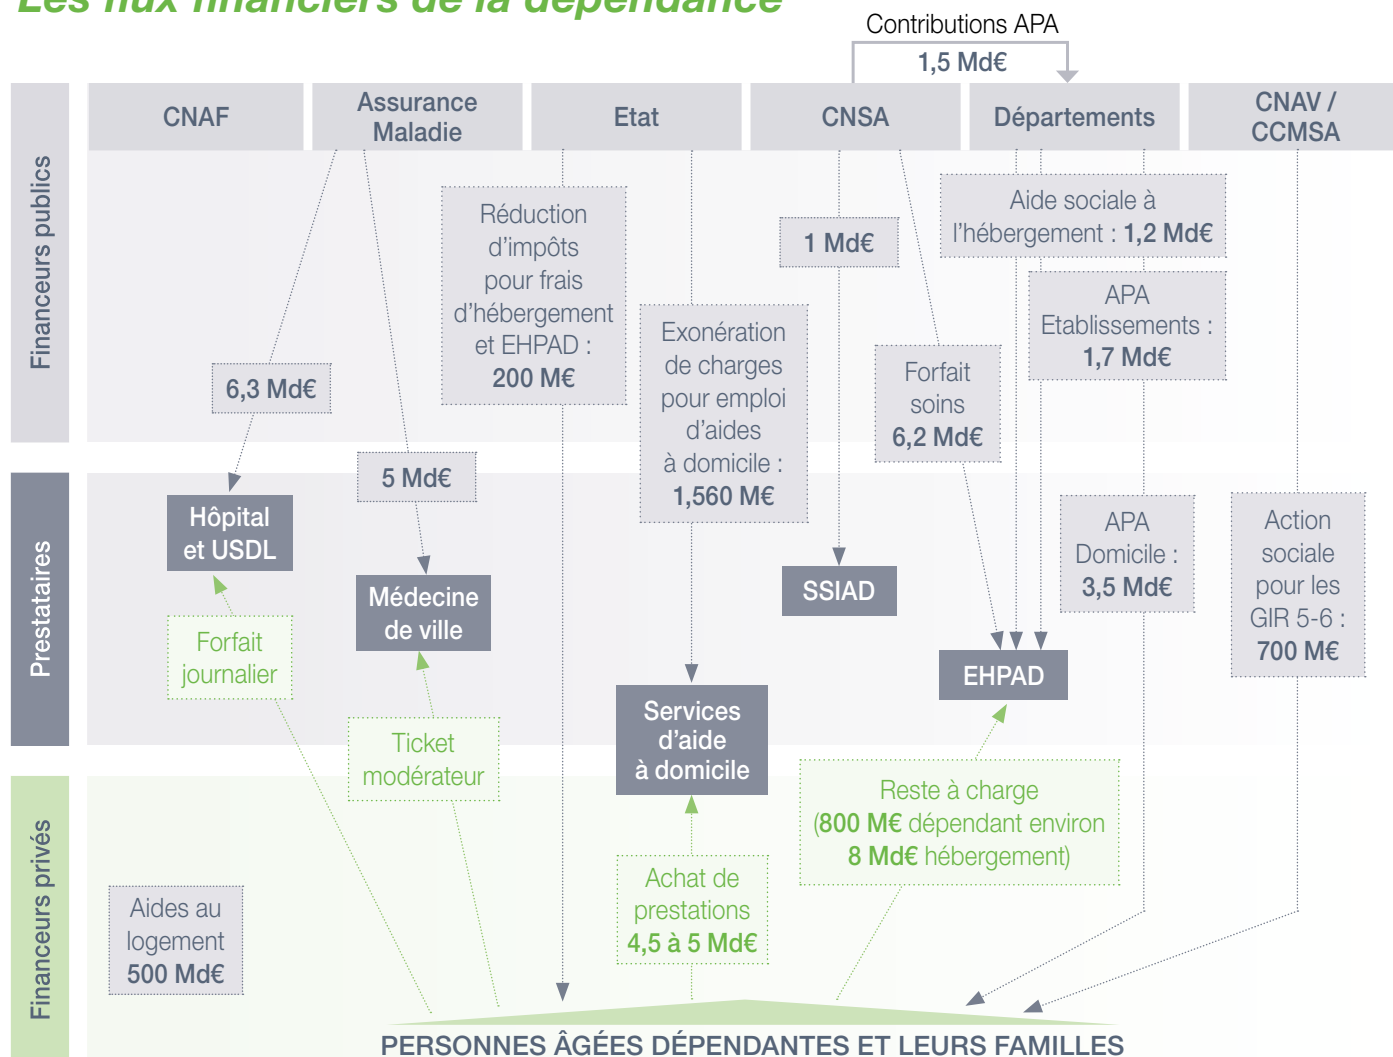 Les flux financiers de la dépendance
Contributions APA
1,5 Md€
CNAF
Assurance
Maladie
Etat
CNSA
Départements
CNAV /
CCMSA
Financeurs publics
Réduction
d'impôts
pour frais
d'hébergement
et EHPAD :
200 M€
Exonération
de charges
pour emploi
d'aides
à domicile :
1,560 M€
1 Md€
Aide sociale à
l'hébergement : 1,2 Md€
APA
Etablissements :
1,7 Md€
Forfait
soins
6,2 Md€
6,3 Md€
5 Md€
Prestataires
Hôpital
et USDL
Médecine
de ville
SSIAD
APA
Domicile :
3,5 Md€
Action
sociale
pour les
GIR 5-6 :
700 M€
Forfait
journalier
EHPAD
Services
d'aide
à domicile
Ticket
modérateur
Reste à charge
(800 M€ dépendant environ
8 Md€ hébergement)
Financeurs privés
Aides au
logement
500 Md€
Achat de
prestations
4,5 à 5 Md€
PERSONNES ÂGÉES DÉPENDANTES ET LEURS FAMILLES